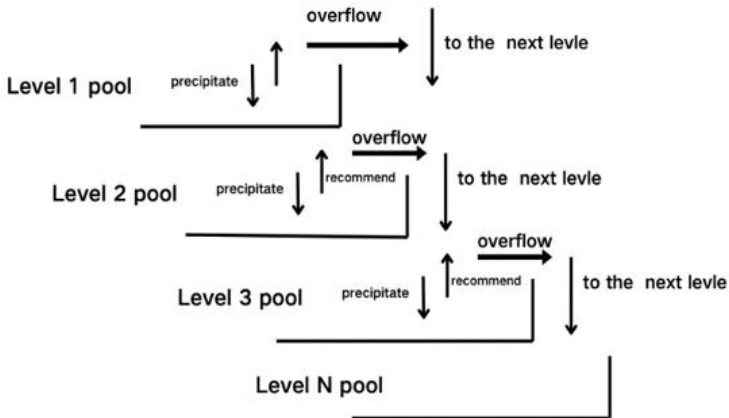 overflow
to the next levle
Level 1 pool
precipitate
overflow
Level 2 pool
precipitate
recommend
to the next levle
overflow
Level 3 pool
precipitate
recommend
to the next levle
Level N pool